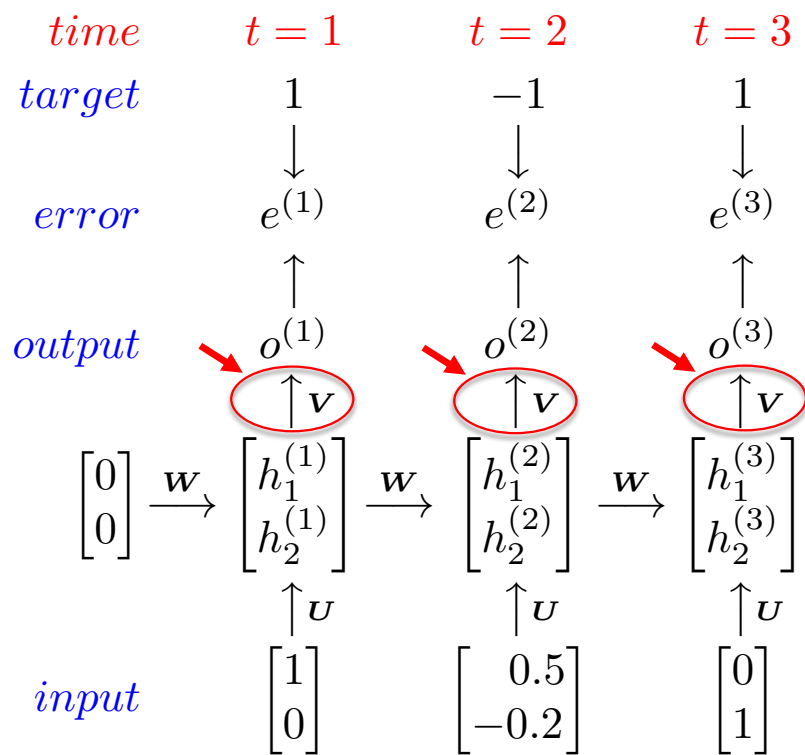 time t = 1 t = 2 t = 3
target 1 −1 1
error e^{(1)} e^{(2)} e^{(3)}
output o^{(1)} o^{(2)} o^{(3)}
V V V
[0 0] W [h_1^{(1)} h_2^{(1)}] W [h_1^{(2)} h_2^{(2)}] W [h_1^{(3)} h_2^{(3)}]
U U U
input [1 0] [0.5 −0.2] [0 1]